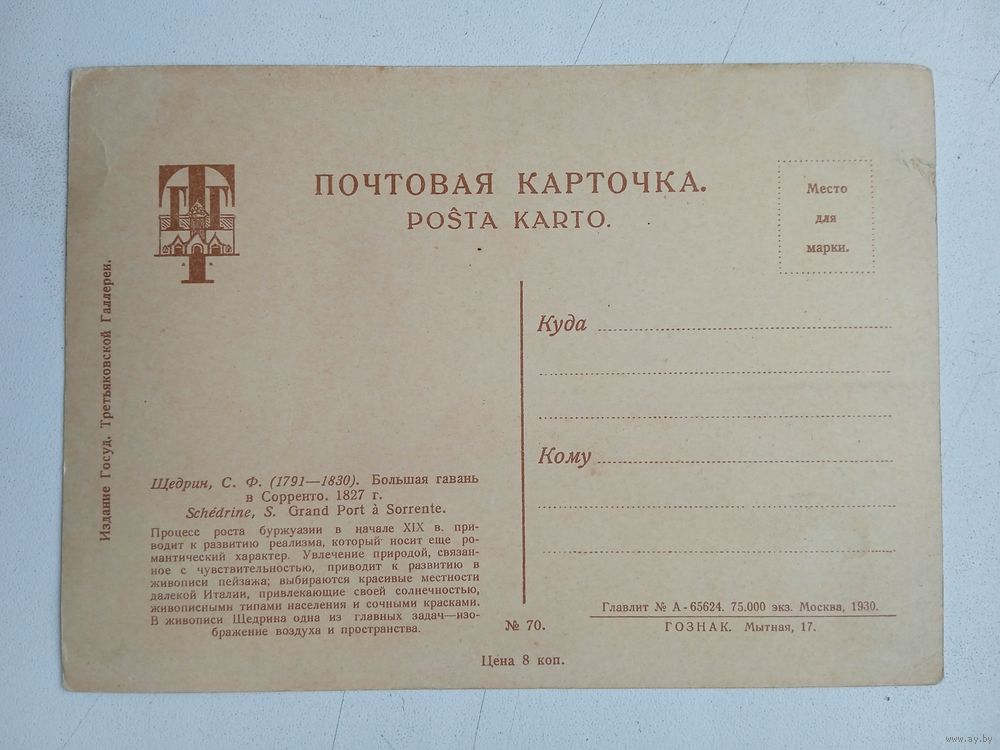 ПОЧТОВАЯ КАРТОЧКА.
POŜTA KARTO.
Место
для
марки.
ТГГ
Издание Госуд. Третьяковской Галлереи.
Куда
Кому
Щедрин, С. Ф. (1791—1830). Большая гавань
в Сорренто. 1827 г.
Schédrine, S. Grand Port à Sorrente.
Процесс роста буржуазии в начале XIX в. при-
водит к развитию реализма, который носит еще ро-
мантический характер. Увлечение природой, связан-
ное с чувствительностью, приводит к развитию в
живописи пейзажа; выбираются красивые местности
далекой Италии, привлекающие своей солнечностью,
живописными типами населения и сочными красками.
В живописи Щедрина одна из главных задач—изо-
бражение воздуха и пространства.
№ 70.
Главлит № А-65624. 75.000 экз. Москва, 1930.
ГОЗНАК. Мытная, 17.
Цена 8 коп.
www.ay.by